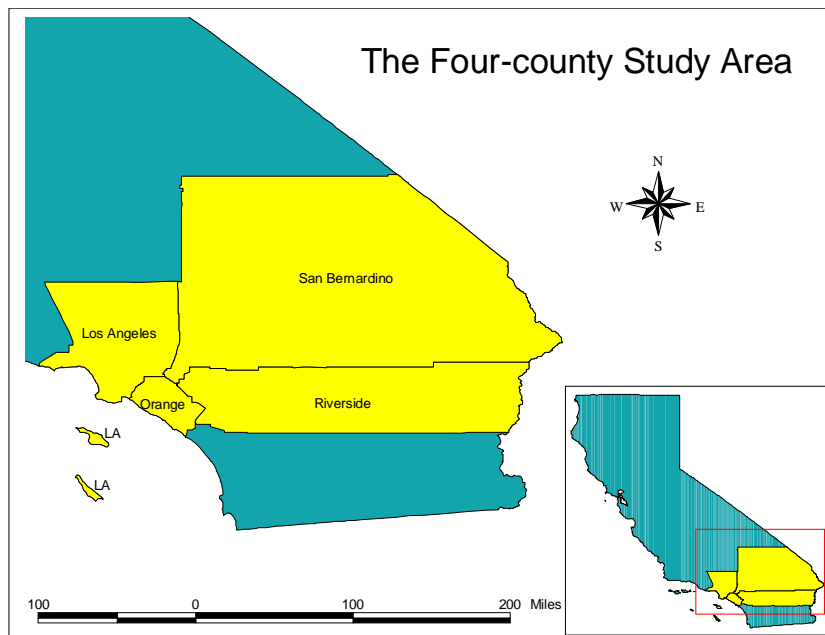 The Four-county Study Area
N
W E
S
San Bernardino
Los Angeles
Orange
Riverside
LA
LA
100 0 100 200 Miles